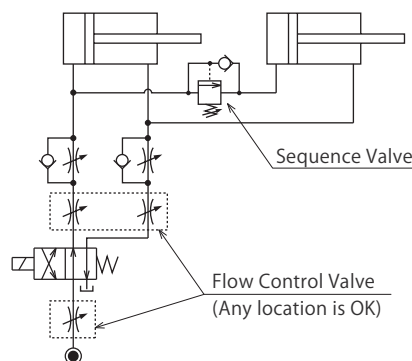 Sequence Valve
Flow Control Valve
(Any location is OK)